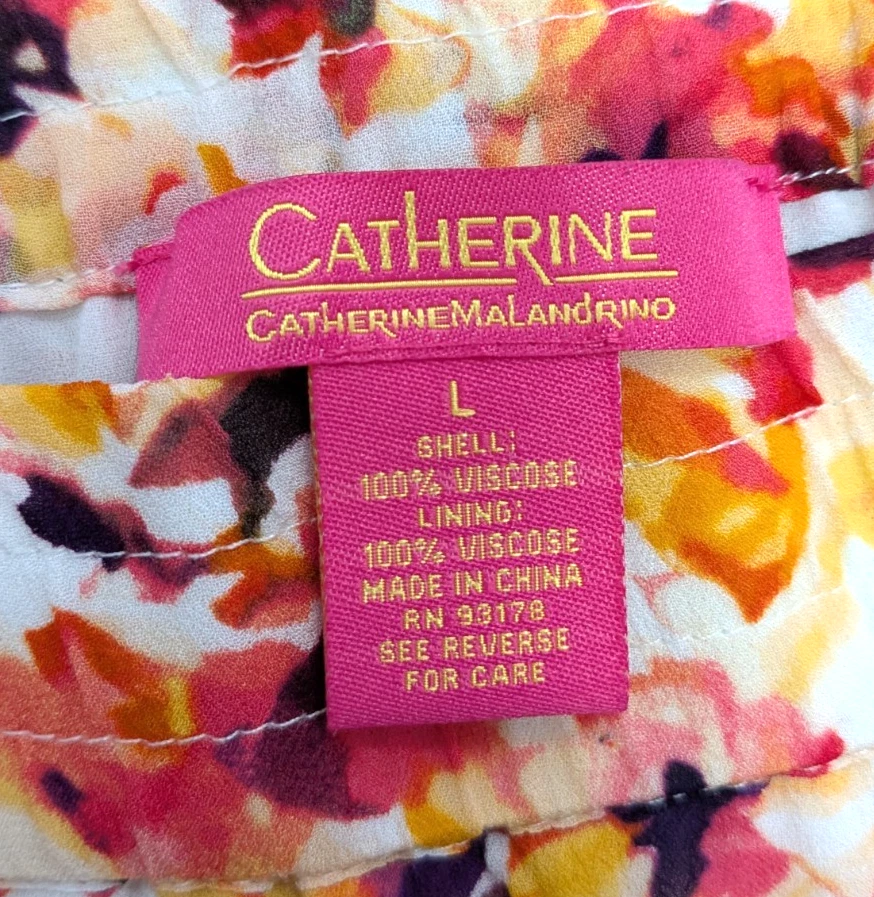 CATHERINE
CATHERINEMALANDRINO
L
SHELL:
100% VISCOSE
LINING:
100% VISCOSE
MADE IN CHINA
RN 93178
SEE REVERSE
FOR CARE